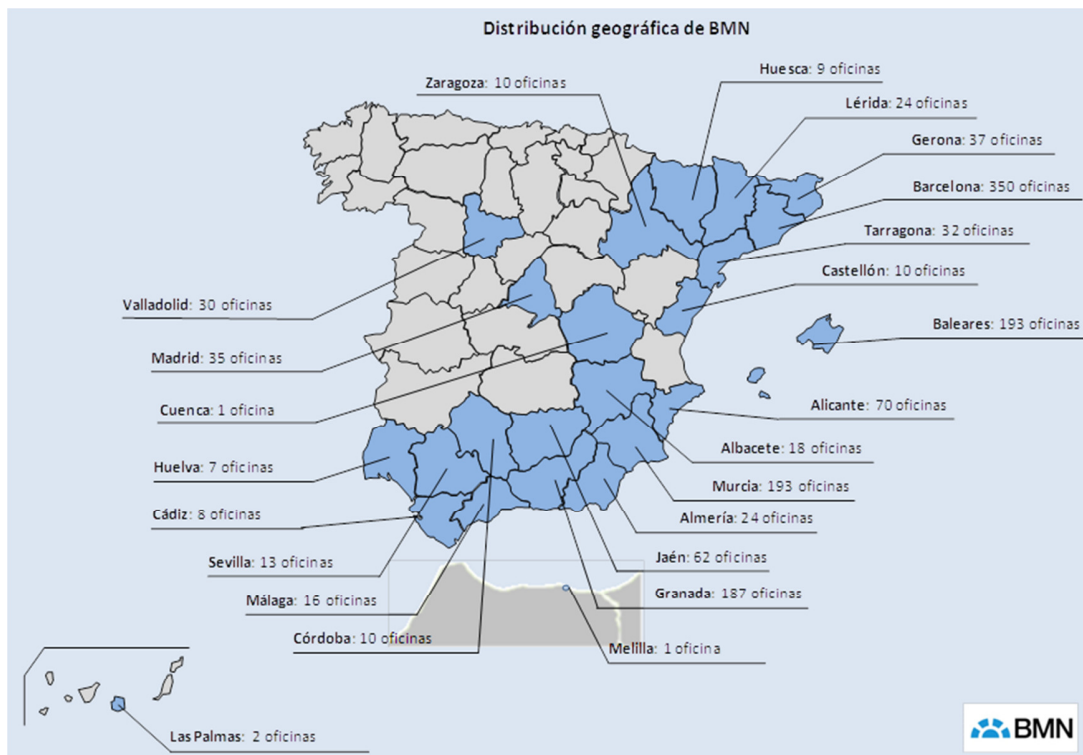 Distribución geográfica de BMN
Zaragoza: 10 oficinas
Huesca: 9 oficinas
Lérida: 24 oficinas
Gerona: 37 oficinas
Barcelona: 350 oficinas
Tarragona: 32 oficinas
Castellón: 10 oficinas
Baleares: 193 oficinas
Valladolid: 30 oficinas
Madrid: 35 oficinas
Cuenca: 1 oficina
Alicante: 70 oficinas
Albacete: 18 oficinas
Huelva: 7 oficinas
Murcia: 193 oficinas
Cádiz: 8 oficinas
Almería: 24 oficinas
Sevilla: 13 oficinas
Jaén: 62 oficinas
Málaga: 16 oficinas
Granada: 187 oficinas
Córdoba: 10 oficinas
Melilla: 1 oficina
Las Palmas: 2 oficinas
BMN